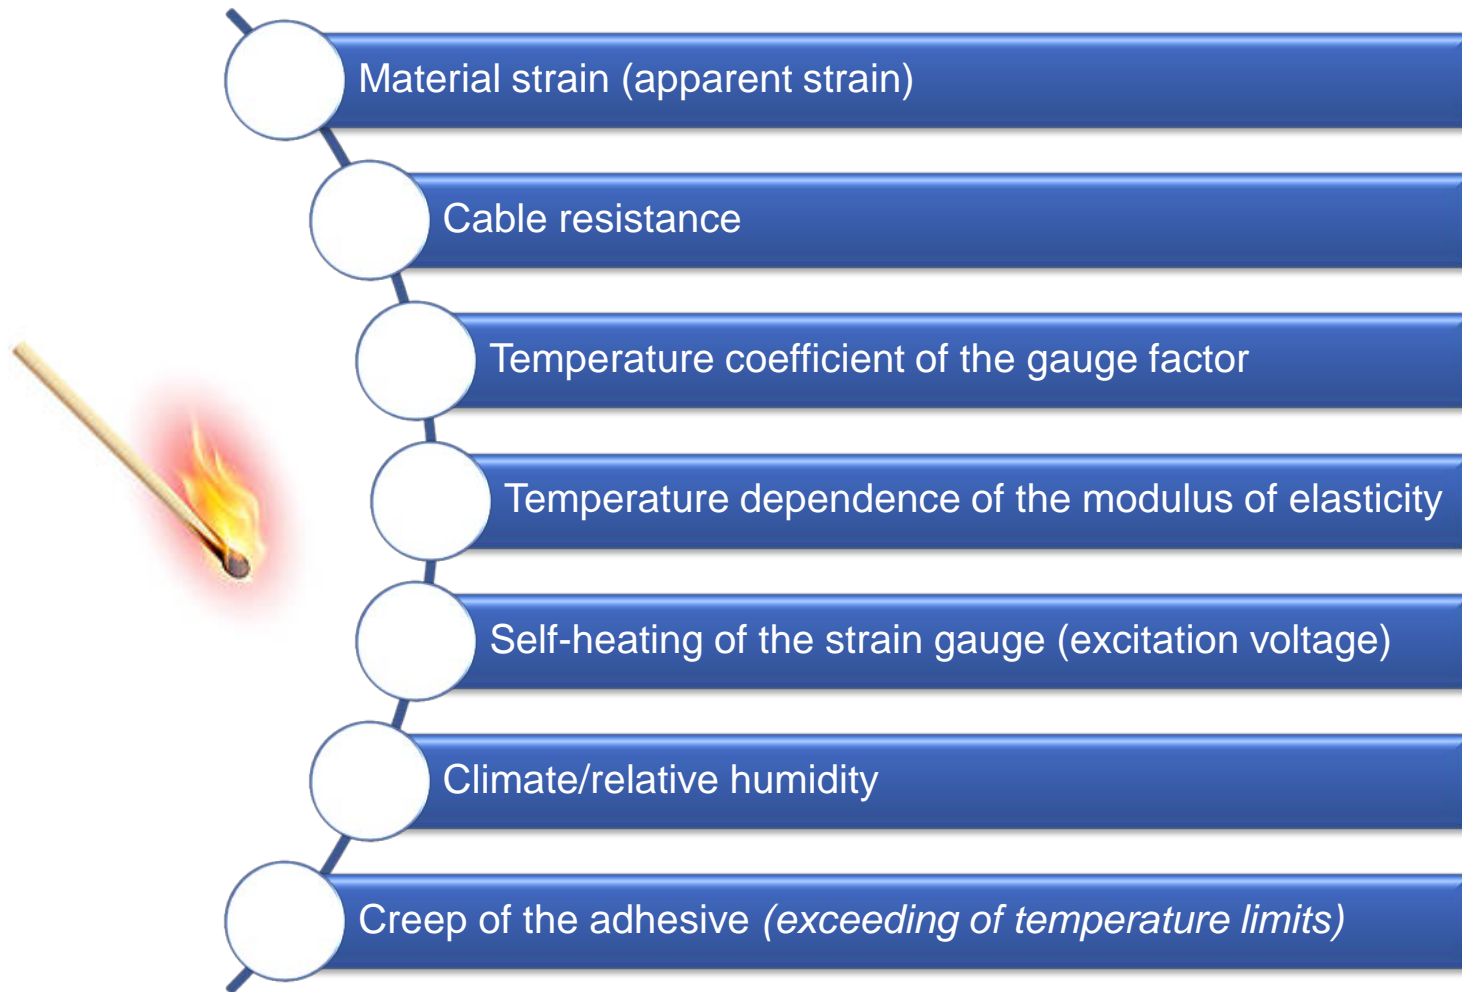 Material strain (apparent strain)
Cable resistance
Temperature coefficient of the gauge factor
Temperature dependence of the modulus of elasticity
Self-heating of the strain gauge (excitation voltage)
Climate/relative humidity
Creep of the adhesive (exceeding of temperature limits)